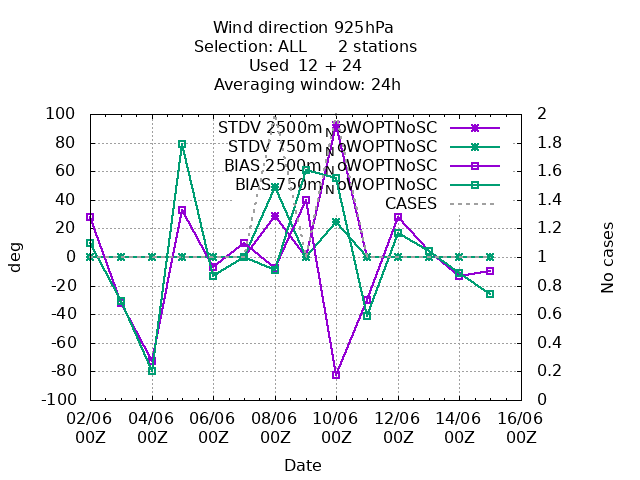 Wind direction 925hPa
Selection: ALL 2 stations
Used 12 + 24
Averaging window: 24h
100
80
60
40
20
0
-20
-40
-60
-80
-100
deg
STDV 2500m NoWOPTNoSC
STDV 750m NoWOPTNoSC
BIAS 2500m NoWOPTNoSC
BIAS 750m NoWOPTNoSC
CASES
2
1.8
1.6
1.4
1.2
1
0.8
0.6
0.4
0.2
0
No cases
02/06 04/06 06/06 08/06 10/06 12/06 14/06 16/06
00Z 00Z 00Z 00Z 00Z 00Z 00Z 00Z
Date